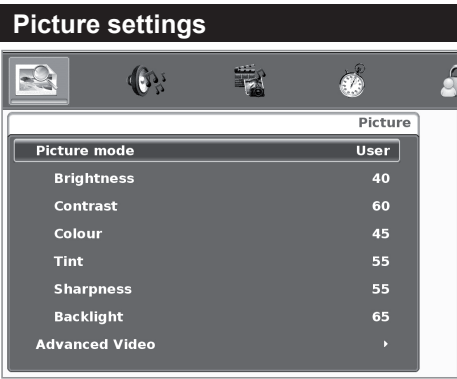 Picture settings
Picture
Picture mode User
Brightness 40
Contrast 60
Colour 45
Tint 55
Sharpness 55
Backlight 65
Advanced Video